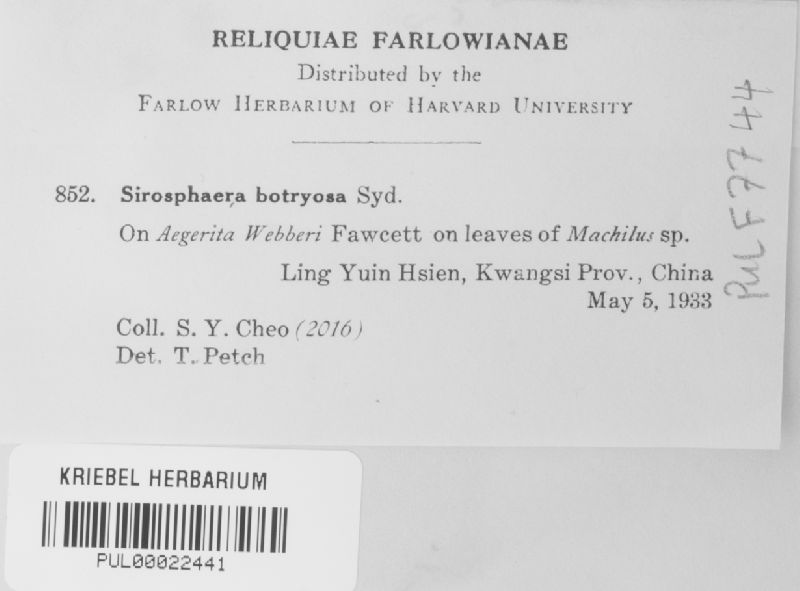 RELIQUIAE FARLOWIANAE
Distributed by the
FARLOW HERBARIUM OF HARVARD UNIVERSITY
852. Sirosphaera botryosa Syd.
On Aegerita Webberi Fawcett on leaves of Machilus sp.
Ling Yuin Hsien, Kwangsi Prov., China
May 5, 1933
Coll. S. Y. Cheo (2016)
Det. T. Petch
PUL F7744
KRIEBEL HERBARIUM
PUL00022441